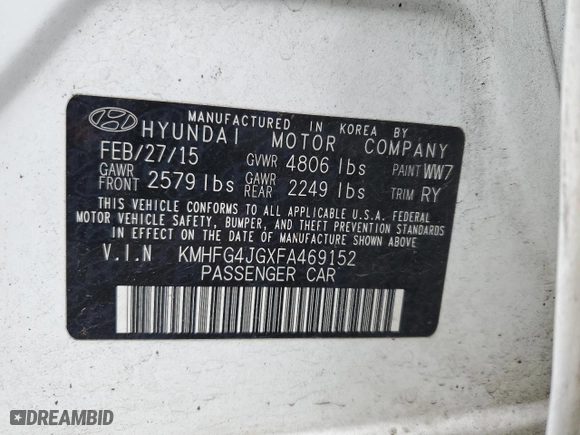 MANUFACTURED IN KOREA BY
HYUNDAI MOTOR COMPANY
FEB/27/15 GVWR 4806 lbs PAINT WW7
GAWR FRONT 2579 lbs GAWR REAR 2249 lbs TRIM RY
THIS VEHICLE CONFORMS TO ALL APPLICABLE U.S.A. FEDERAL
MOTOR VEHICLE SAFETY, BUMPER, AND THEFT PREVENTION STANDARDS
IN EFFECT ON THE DATE OF MANUFACTURE SHOWN ABOVE.
V.I.N KMHFG4JGXFA469152
PASSENGER CAR
DREAMBID